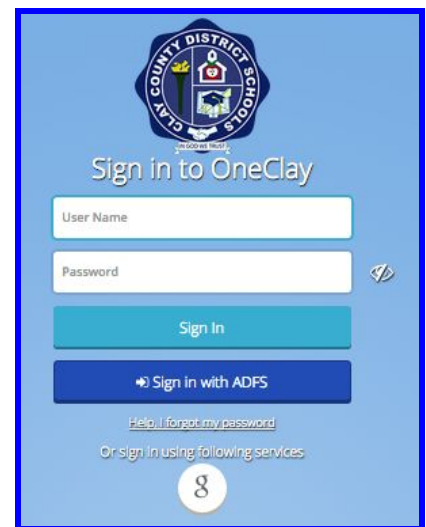 CLAY COUNTY DISTRICT SCHOOLS
IN GOD WE TRUST
Sign in to OneClay
User Name
Password
Sign In
Sign in with ADFS
Help, I forgot my password
Or sign in using following services
g